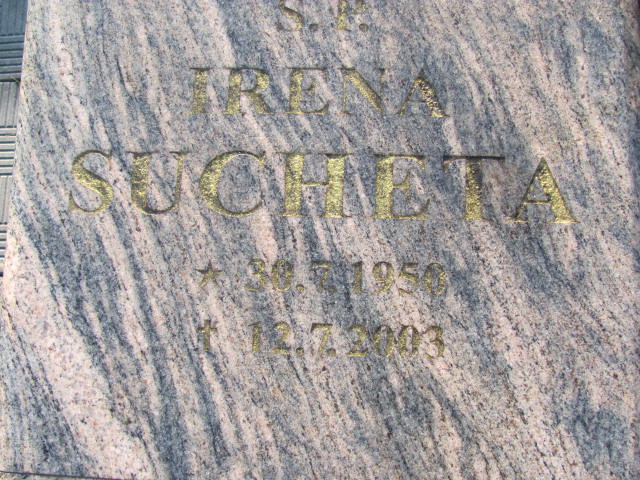 S. P.
IRENA
SUCHETA
★ 30.7.1950
† 12.7.2003